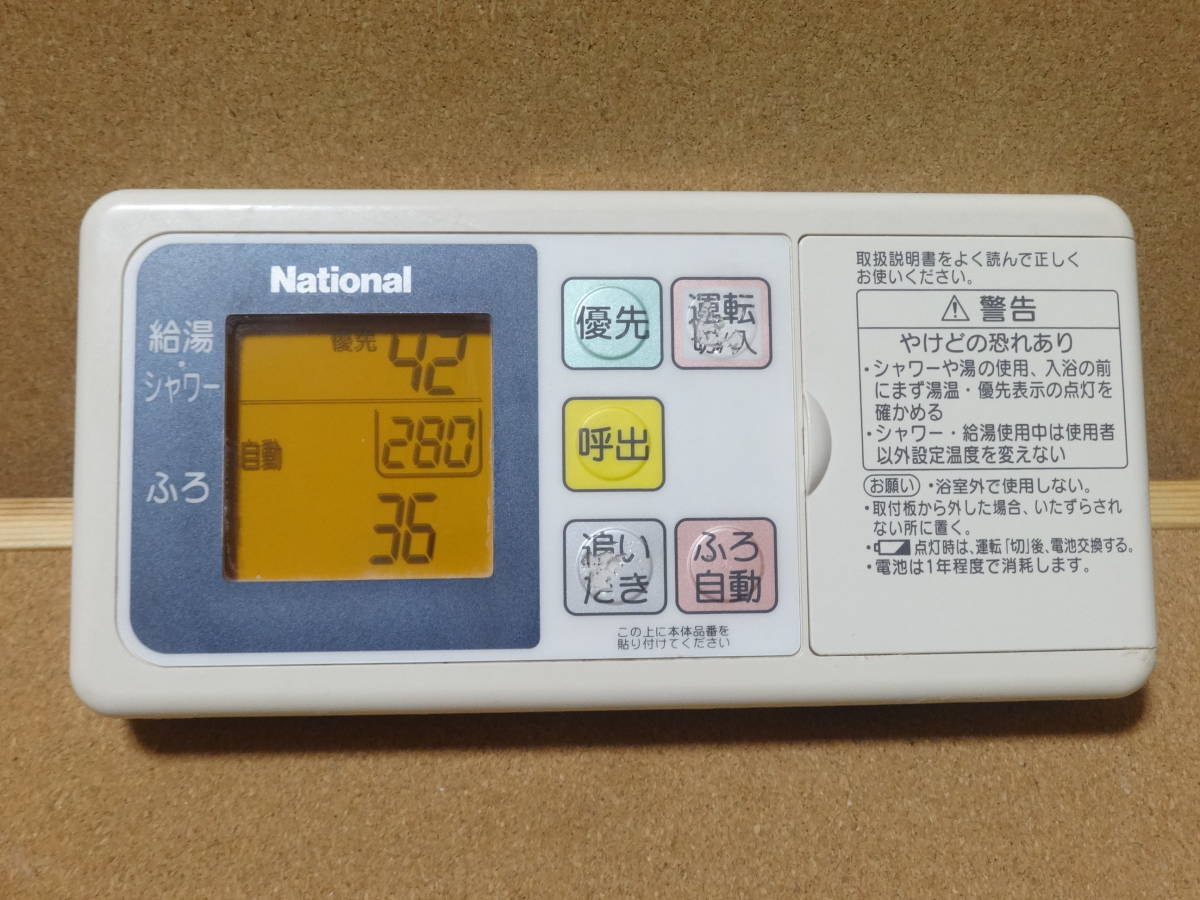 National
給湯
・
シャワー
ふろ
優先 42
自動 280
36
優先
運転
切/入
呼出
追い
だき
ふろ
自動
この上に本体品番を
貼り付けてください
取扱説明書をよく読んで正しく
お使いください。
⚠ 警告
やけどの恐れあり
・シャワーや湯の使用、入浴の前
にまず湯温・優先表示の点灯を
確かめる
・シャワー・給湯使用中は使用者
以外設定温度を変えない
お願い ・浴室外で使用しない。
・取付板から外した場合、いたずらされ
ない所に置く。
・点灯時は、運転「切」後、電池交換する。
・電池は1年程度で消耗します。